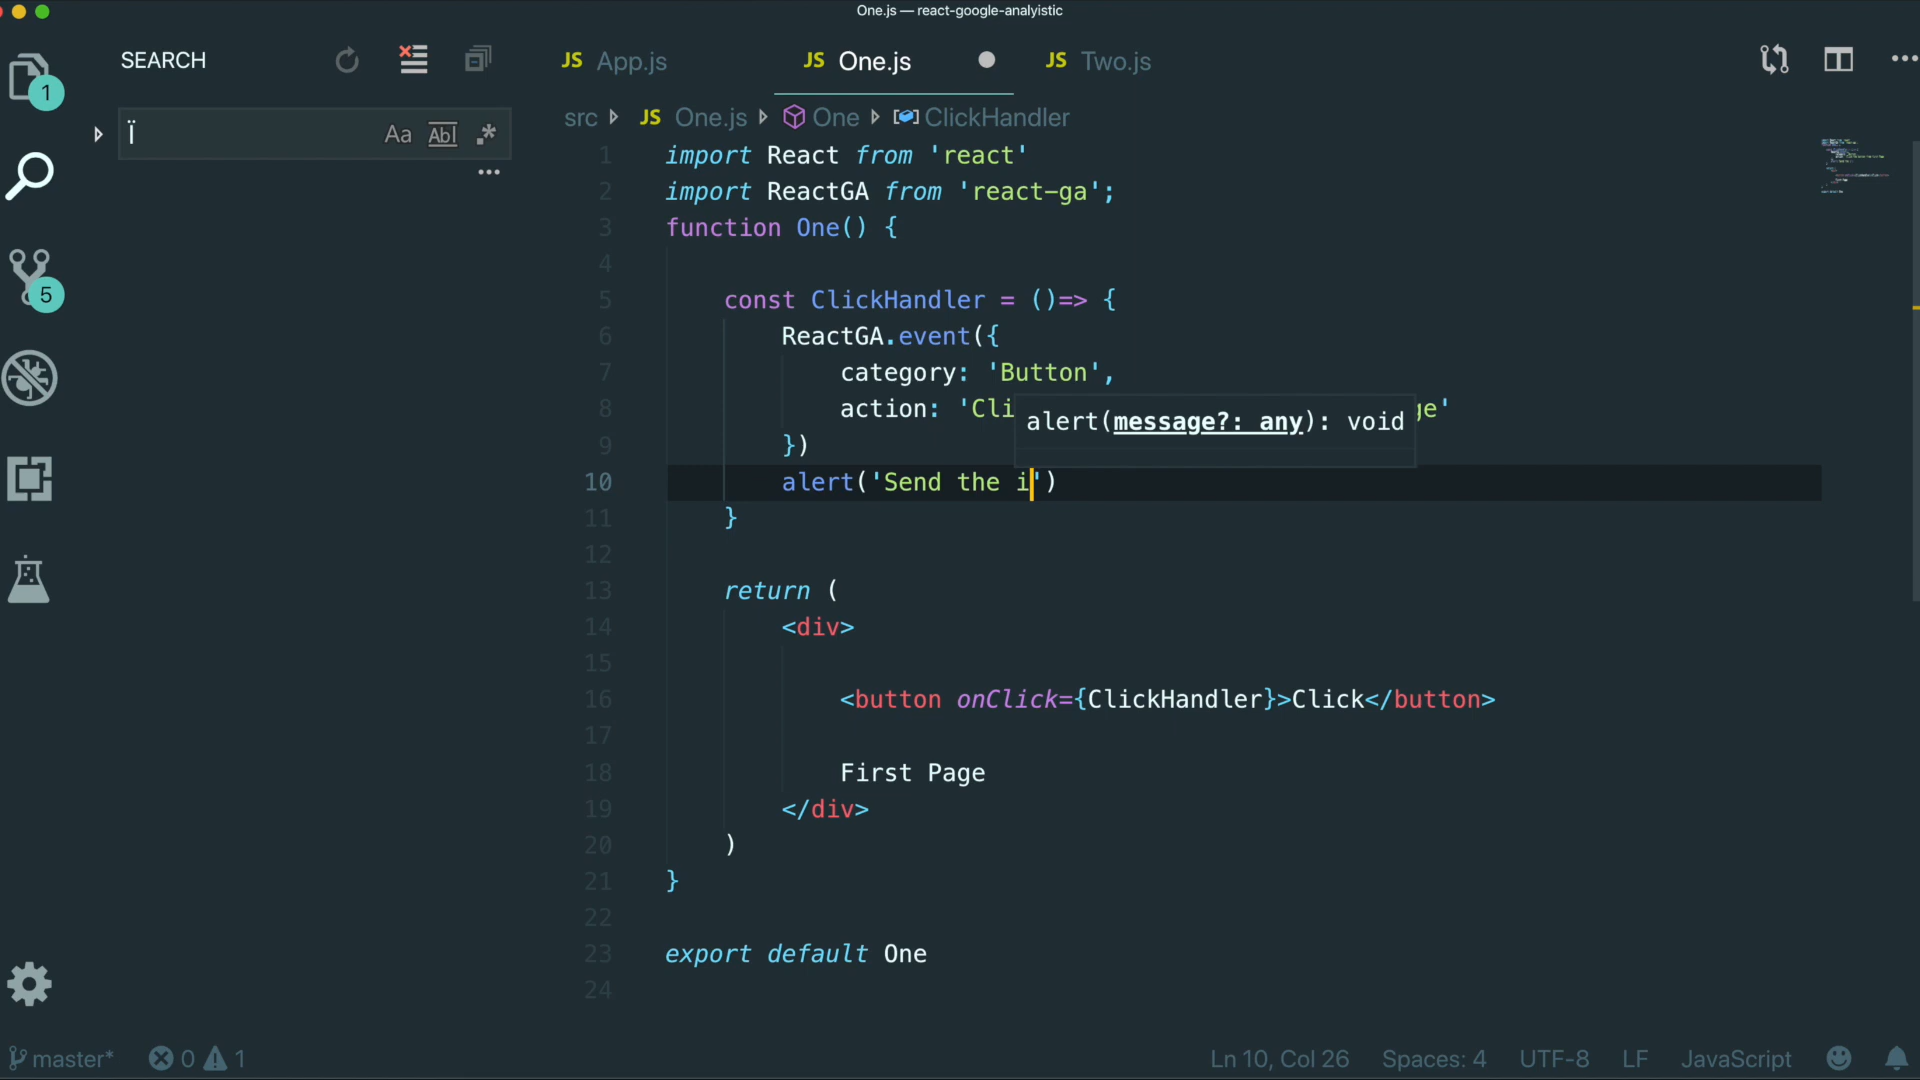 One.js — react-google-analyistic
SEARCH
JS App.js
JS One.js
JS Two.js
1
Ï
Aa Abl .*
src JS One.js One ClickHandler
5
1 import React from 'react'
2 import ReactGA from 'react-ga';
3 function One() {
4
5 const ClickHandler = ()=> {
6 ReactGA.event({
7 category: 'Button',
8 action: 'Cli ge'
alert(message?: any): void
9 })
10 alert('Send the i')
11 }
12
13 return (
14 <div>
15
16 <button onClick={ClickHandler}>Click</button>
17
18 First Page
19 </div>
20 )
21 }
22
23 export default One
24
master* 0 1 Ln 10, Col 26 Spaces: 4 UTF-8 LF JavaScript